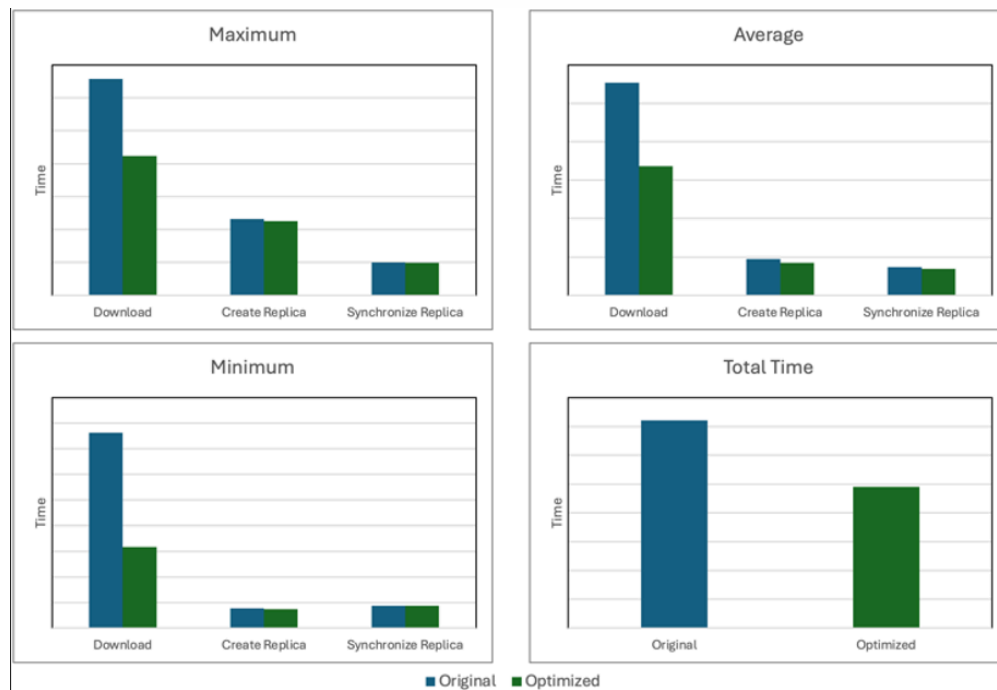 Maximum
Time
Download
Create Replica
Synchronize Replica
Average
Time
Download
Create Replica
Synchronize Replica
Minimum
Time
Download
Create Replica
Synchronize Replica
Total Time
Time
Original
Optimized
Original
Optimized